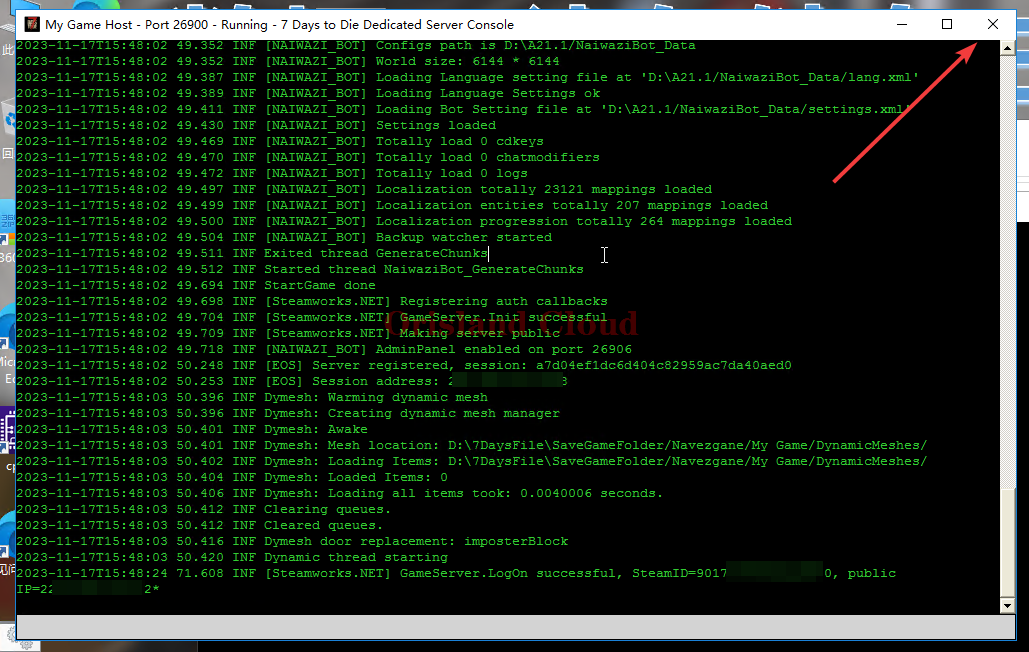 My Game Host - Port 26900 - Running - 7 Days to Die Dedicated Server Console
2023-11-17T15:48:02 49.352 INF [NAIWAZI_BOT] Configs path is D:\A21.1/NaiwaziBot_Data
2023-11-17T15:48:02 49.352 INF [NAIWAZI_BOT] World size: 6144 * 6144
2023-11-17T15:48:02 49.387 INF [NAIWAZI_BOT] Loading Language setting file at 'D:\A21.1/NaiwaziBot_Data/lang.xml'
2023-11-17T15:48:02 49.389 INF [NAIWAZI_BOT] Loading Language Settings ok
2023-11-17T15:48:02 49.411 INF [NAIWAZI_BOT] Loading Bot Setting file at 'D:\A21.1/NaiwaziBot_Data/settings.xml'
2023-11-17T15:48:02 49.430 INF [NAIWAZI_BOT] Settings loaded
2023-11-17T15:48:02 49.469 INF [NAIWAZI_BOT] Totally load 0 cdkeys
2023-11-17T15:48:02 49.470 INF [NAIWAZI_BOT] Totally load 0 chatmodifiers
2023-11-17T15:48:02 49.472 INF [NAIWAZI_BOT] Totally load 0 logs
2023-11-17T15:48:02 49.497 INF [NAIWAZI_BOT] Localization totally 23121 mappings loaded
2023-11-17T15:48:02 49.499 INF [NAIWAZI_BOT] Localization entities totally 207 mappings loaded
2023-11-17T15:48:02 49.500 INF [NAIWAZI_BOT] Localization progression totally 264 mappings loaded
2023-11-17T15:48:02 49.504 INF [NAIWAZI_BOT] Backup watcher started
2023-11-17T15:48:02 49.511 INF Exited thread GenerateChunks
2023-11-17T15:48:02 49.512 INF Started thread NaiwaziBot_GenerateChunks
2023-11-17T15:48:02 49.694 INF StartGame done
2023-11-17T15:48:02 49.698 INF [Steamworks.NET] Registering auth callbacks
2023-11-17T15:48:02 49.704 INF [Steamworks.NET] GameServer.Init successful
2023-11-17T15:48:02 49.709 INF [Steamworks.NET] Making server public
2023-11-17T15:48:02 49.718 INF [NAIWAZI_BOT] AdminPanel enabled on port 26906
2023-11-17T15:48:02 50.248 INF [EOS] Server registered, session: a7d04ef1dc6d404c82959ac7da40aed0
2023-11-17T15:48:02 50.253 INF [EOS] Session address: 2
2023-11-17T15:48:03 50.396 INF Dymesh: Warming dynamic mesh
2023-11-17T15:48:03 50.396 INF Dymesh: Creating dynamic mesh manager
2023-11-17T15:48:03 50.401 INF Dymesh: Awake
2023-11-17T15:48:03 50.401 INF Dymesh: Mesh location: D:\7DaysFile\SaveGameFolder/Navezgane/My Game/DynamicMeshes/
2023-11-17T15:48:03 50.402 INF Dymesh: Loading Items: D:\7DaysFile\SaveGameFolder/Navezgane/My Game/DynamicMeshes/
2023-11-17T15:48:03 50.404 INF Dymesh: Loaded Items: 0
2023-11-17T15:48:03 50.406 INF Dymesh: Loading all items took: 0.0040006 seconds.
2023-11-17T15:48:03 50.412 INF Clearing queues.
2023-11-17T15:48:03 50.412 INF Cleared queues.
2023-11-17T15:48:03 50.416 INF Dymesh door replacement: imposterBlock
2023-11-17T15:48:03 50.420 INF Dynamic thread starting
2023-11-17T15:48:24 71.608 INF [Steamworks.NET] GameServer.LogOn successful, SteamID=9017 0, public
IP=22 2*